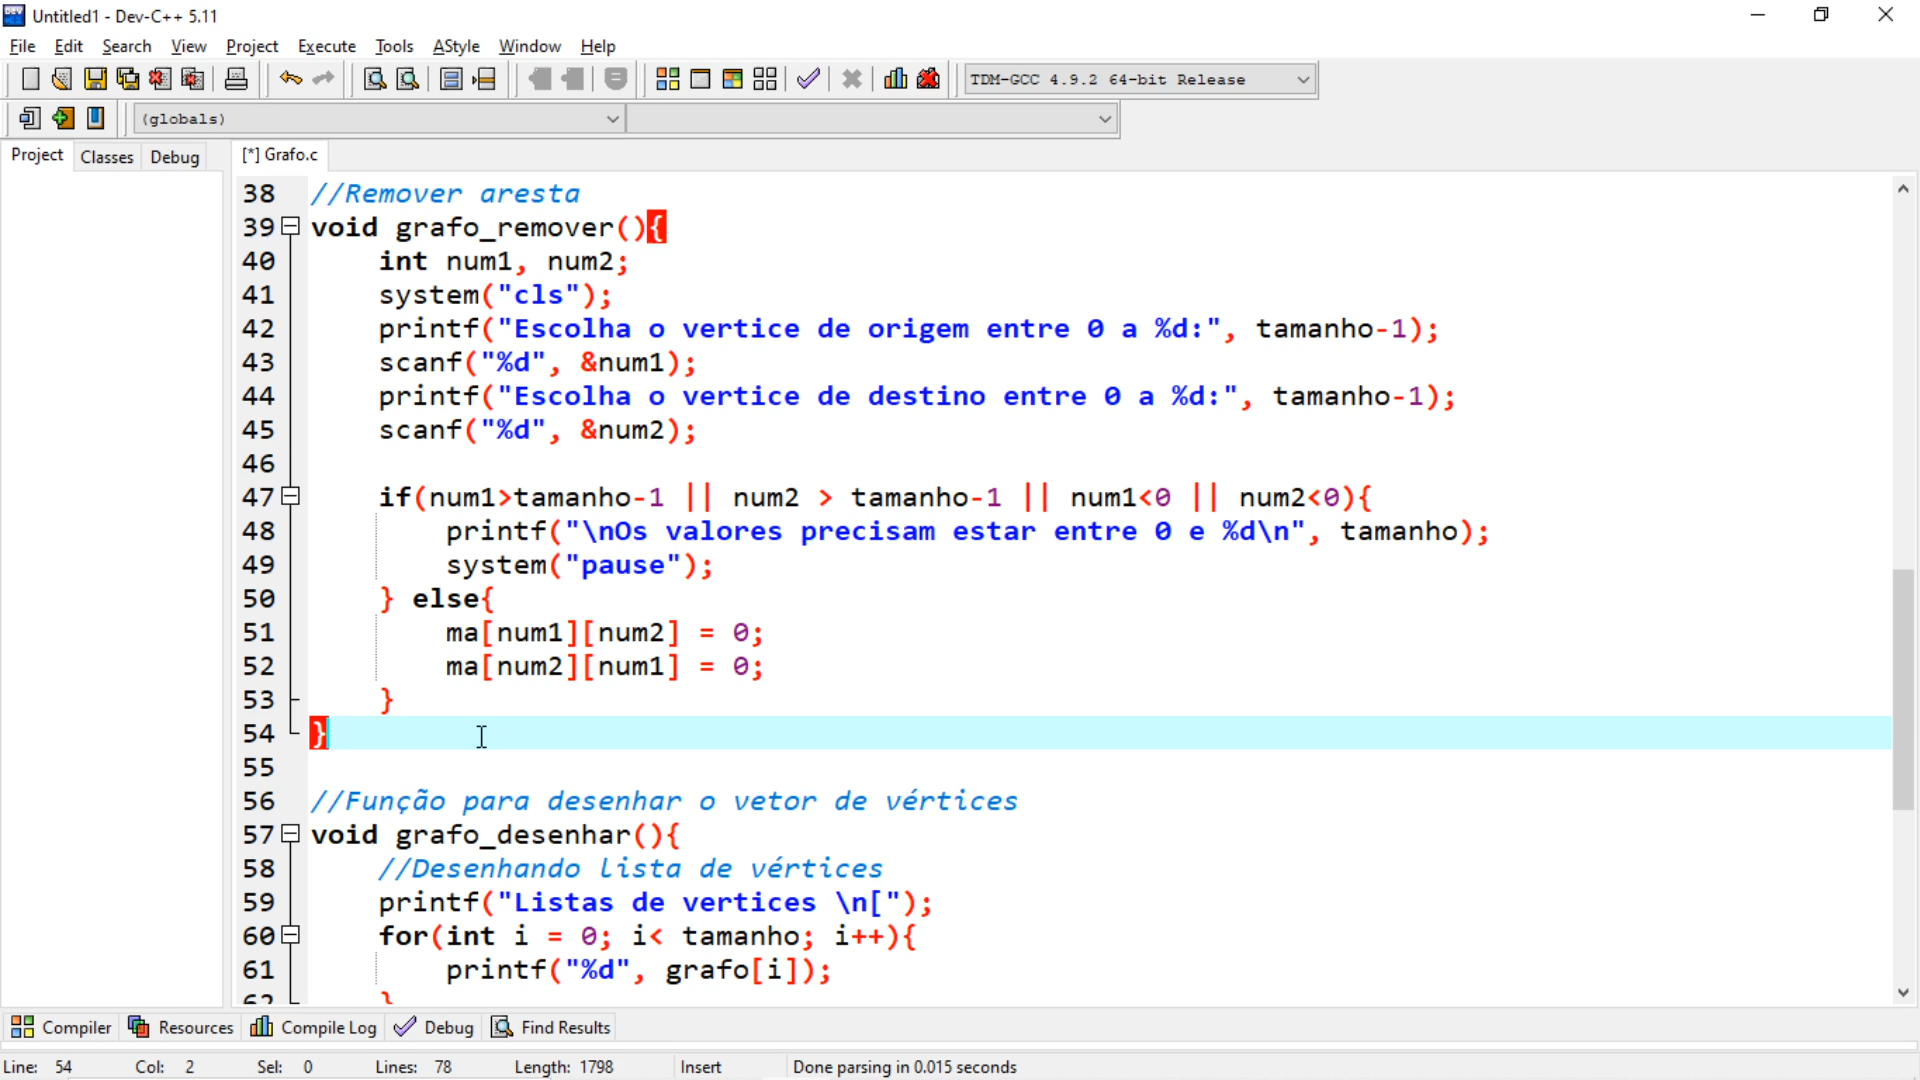 Untitled1 - Dev-C++ 5.11
File Edit Search View Project Execute Tools AStyle Window Help
TDM-GCC 4.9.2 64-bit Release
(globals)
Project Classes Debug [*] Grafo.c
38 //Remover aresta
39 void grafo_remover(){
40 int num1, num2;
41 system("cls");
42 printf("Escolha o vertice de origem entre 0 a %d:", tamanho-1);
43 scanf("%d", &num1);
44 printf("Escolha o vertice de destino entre 0 a %d:", tamanho-1);
45 scanf("%d", &num2);
46
47 if(num1>tamanho-1 || num2 > tamanho-1 || num1<0 || num2<0){
48 printf("\nOs valores precisam estar entre 0 e %d\n", tamanho);
49 system("pause");
50 } else{
51 ma[num1][num2] = 0;
52 ma[num2][num1] = 0;
53 }
54 }
55
56 //Função para desenhar o vetor de vértices
57 void grafo_desenhar(){
58 //Desenhando lista de vértices
59 printf("Listas de vertices \n[");
60 for(int i = 0; i< tamanho; i++){
61 printf("%d", grafo[i]);
62 }
Compiler Resources Compile Log Debug Find Results
Line: 54 Col: 2 Sel: 0 Lines: 78 Length: 1798 Insert Done parsing in 0.015 seconds